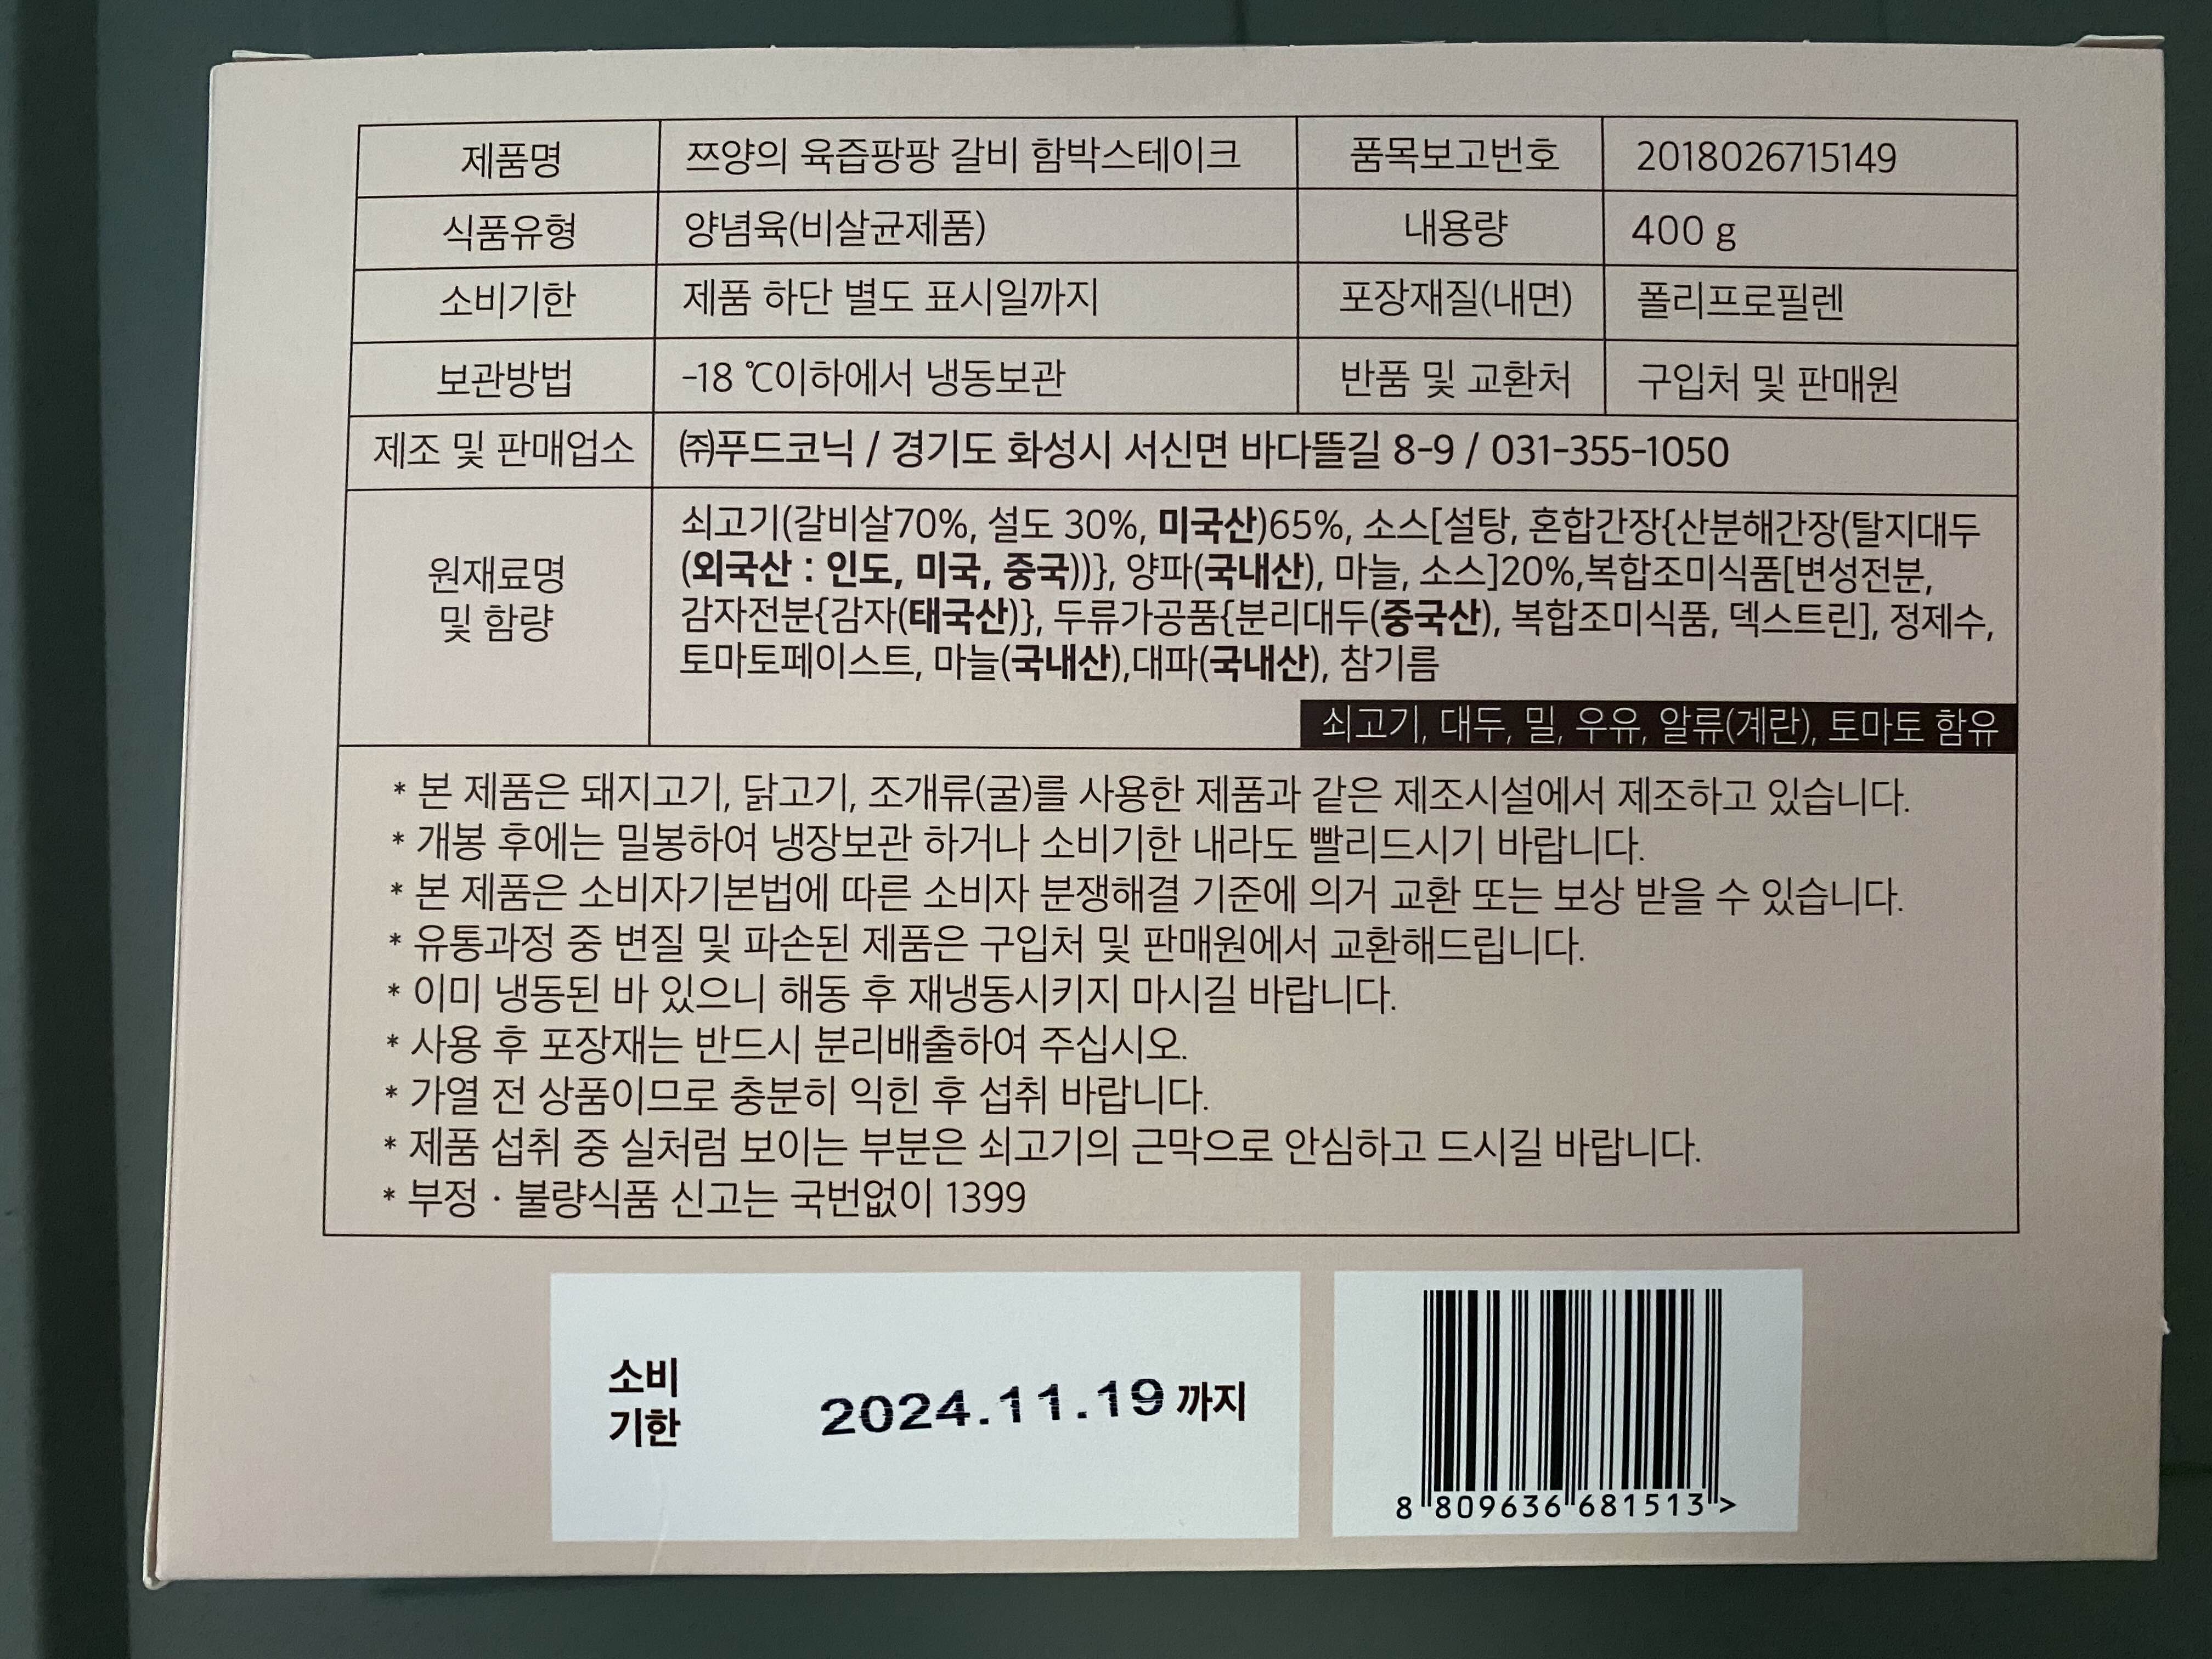 제품명 쯔양의 육즙팡팡 갈비 함박스테이크 품목보고번호 2018026715149
식품유형 양념육(비살균제품) 내용량 400 g
소비기한 제품 하단 별도 표시일까지 포장재질(내면) 폴리프로필렌
보관방법 -18 ℃이하에서 냉동보관 반품 및 교환처 구입처 및 판매원
제조 및 판매업소 ㈜푸드코닉 / 경기도 화성시 서신면 바다뜰길 8-9 / 031-355-1050
원재료명
및 함량
쇠고기(갈비살70%, 설도 30%, 미국산)65%, 소스[설탕, 혼합간장{산분해간장(탈지대두
(외국산 : 인도, 미국, 중국))}, 양파(국내산), 마늘, 소스]20%,복합조미식품[변성전분,
감자전분{감자(태국산)}, 두류가공품{분리대두(중국산), 복합조미식품, 덱스트린], 정제수,
토마토페이스트, 마늘(국내산),대파(국내산), 참기름
쇠고기, 대두, 밀, 우유, 알류(계란), 토마토 함유
* 본 제품은 돼지고기, 닭고기, 조개류(굴)를 사용한 제품과 같은 제조시설에서 제조하고 있습니다.
* 개봉 후에는 밀봉하여 냉장보관 하거나 소비기한 내라도 빨리드시기 바랍니다.
* 본 제품은 소비자기본법에 따른 소비자 분쟁해결 기준에 의거 교환 또는 보상 받을 수 있습니다.
* 유통과정 중 변질 및 파손된 제품은 구입처 및 판매원에서 교환해드립니다.
* 이미 냉동된 바 있으니 해동 후 재냉동시키지 마시길 바랍니다.
* 사용 후 포장재는 반드시 분리배출하여 주십시오.
* 가열 전 상품이므로 충분히 익힌 후 섭취 바랍니다.
* 제품 섭취 중 실처럼 보이는 부분은 쇠고기의 근막으로 안심하고 드시길 바랍니다.
* 부정 · 불량식품 신고는 국번없이 1399
소비
기한
2024.11.19 까지
8 809636 681513 >